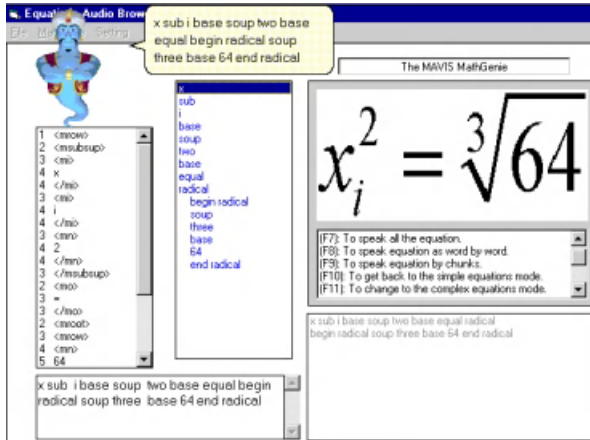 Equation Audio Brow
x sub i base soup two base
equal begin radical soup
three base 64 end radical
File
Setting
The MAVIS MathGenie
1 <mrow>
2 <msubsup>
3 <mi>
4 x
4 </mi>
3 <mi>
4 i
4 </mi>
3 <mn>
4 2
4 </mn>
3 </msubsup>
2 <mo>
3 =
3 </mo>
2 <mroot>
3 <mrow>
4 <mn>
5 64
x
sub
i
base
soup
two
base
equal
radical
begin radical
soup
three
base
64
end radical
x_i^2 = ∛64
(F7): To speak all the equation.
(F8): To speak equation as word by word.
(F9): To speak equation by chunks.
(F10): To get back to the simple equations mode.
(F11): To change to the complex equations mode.
x sub i base soup two base equal radical
begin radical soup three base 64 end radical
x sub i base soup two base equal begin
radical soup three base 64 end radical